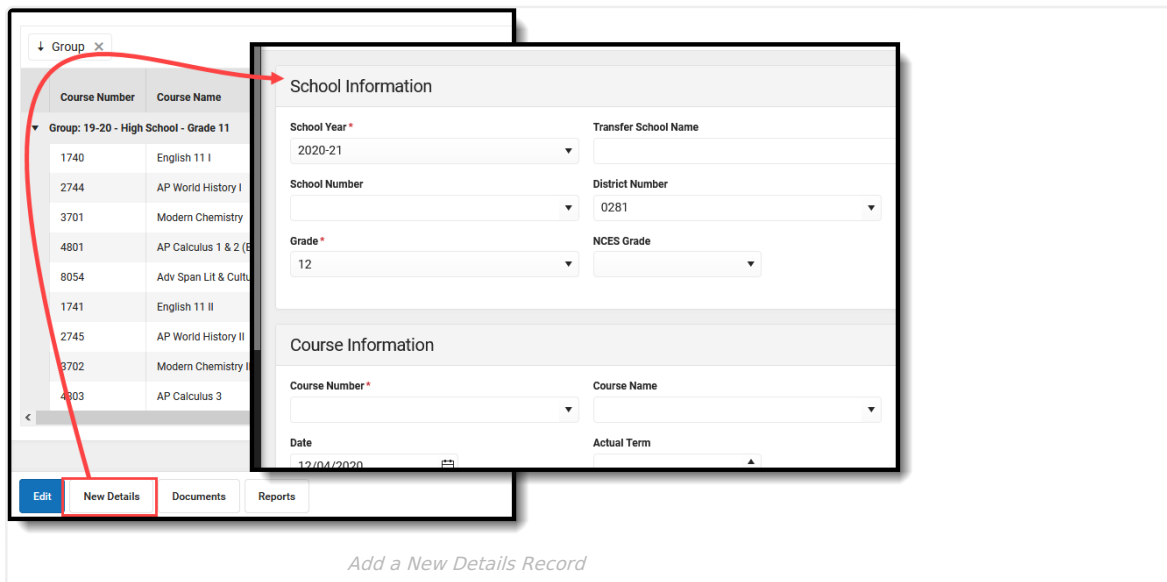 ↓ Group ×
Course Number Course Name
Group: 19-20 - High School - Grade 11
1740 English 11 I
2744 AP World History I
3701 Modern Chemistry
4801 AP Calculus 1 & 2 (
8054 Adv Span Lit & Cultu
1741 English 11 II
2745 AP World History II
3702 Modern Chemistry II
4803 AP Calculus 3
Edit New Details Documents Reports
School Information
School Year * Transfer School Name
2020-21
School Number District Number
0281
Grade * NCES Grade
12
Course Information
Course Number * Course Name
Date Actual Term
12/04/2020
Add a New Details Record